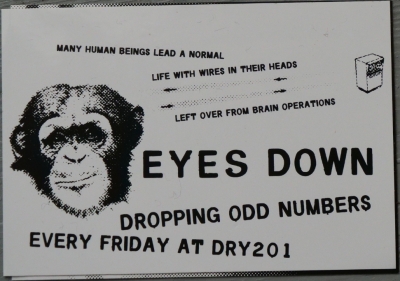 MANY HUMAN BEINGS LEAD A NORMAL
LIFE WITH WIRES IN THEIR HEADS
LEFT OVER FROM BRAIN OPERATIONS
EYES DOWN
DROPPING ODD NUMBERS
EVERY FRIDAY AT DRY201